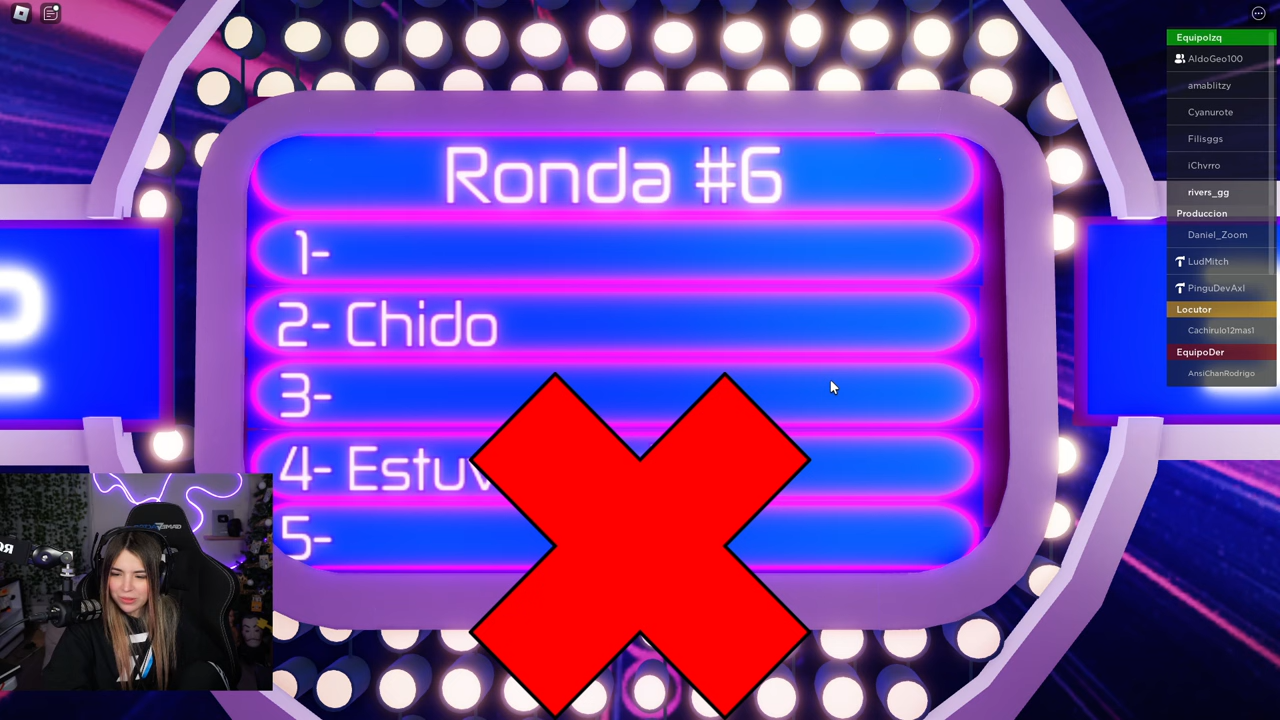 Ronda #6
1-
2- Chido
3-
4- Estuv
5-
EquipoIzq
AldoGeo100
amablitzy
Cyanurote
Filisggs
iChvrro
rivers_gg
Produccion
Daniel_Zoom
LudMitch
PinguDevAxl
Locutor
Cachirulo12mas1
EquipoDer
AnsiChanRodrigo